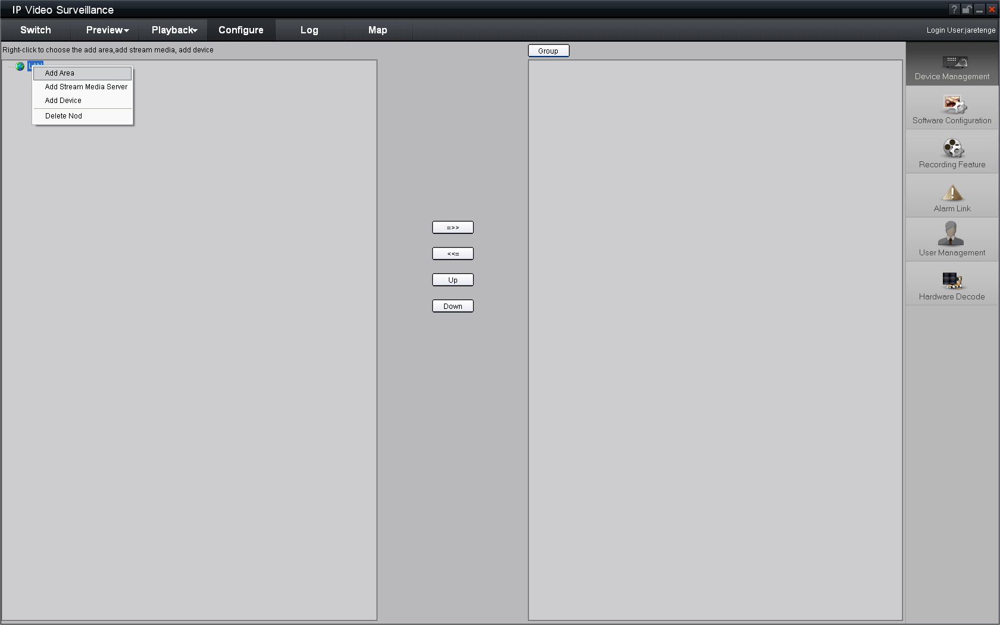 IP Video Surveillance
?
Switch Preview Playback Configure Log Map Login User:jaretenge
Right-click to choose the add area,add stream media, add device
Group
LAN
Add Area
Add Stream Media Server
Add Device
Delete Nod
=>>
<<=
Up
Down
Device Management
Software Configuration
Recording Feature
Alarm Link
User Management
Hardware Decode